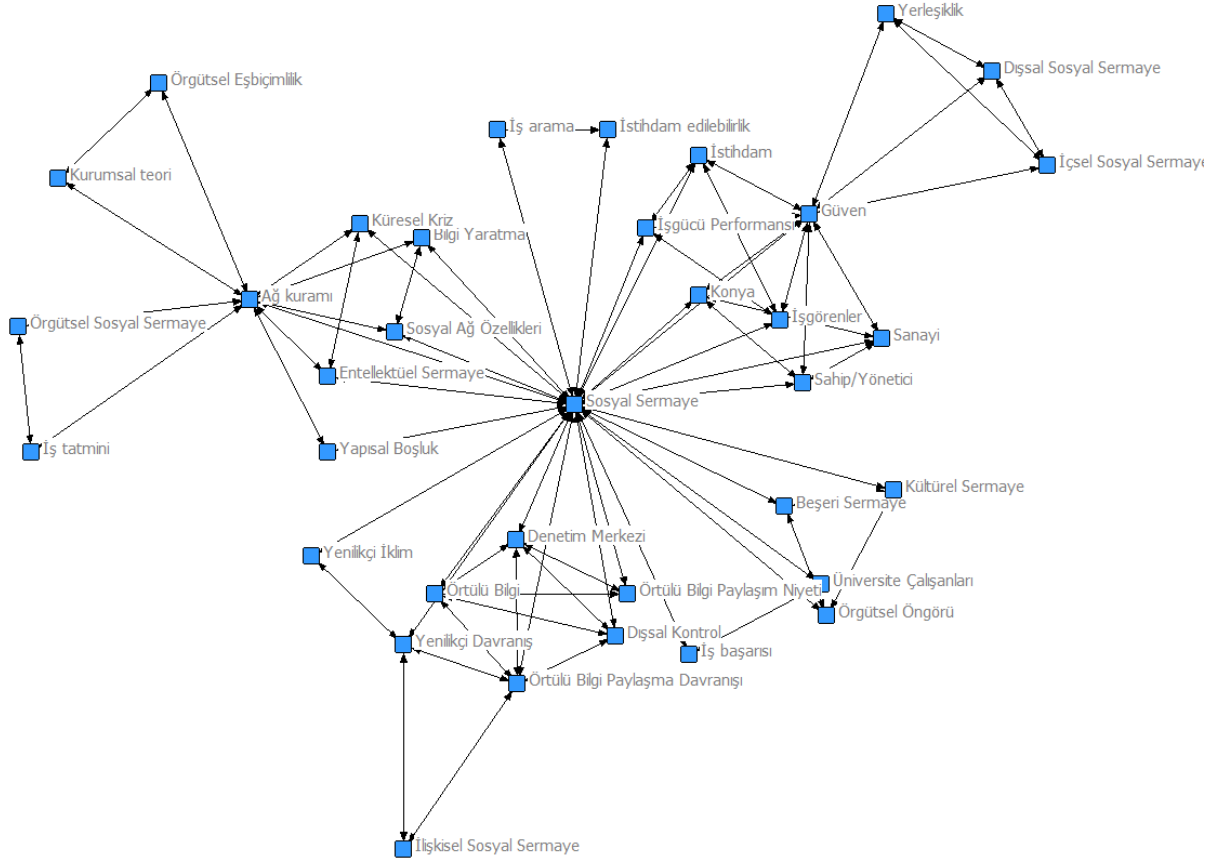 Yerleşiklik
Dışsal Sosyal Sermaye
Örgütsel Eşbiçimlilik
İş arama
İstihdam edilebilirlik
İstihdam
İçsel Sosyal Sermaye
Kurumsal teori
Güven
Küresel Kriz
İşgücü Performansı
Bilgi Yaratma
Ağ kuramı
Konya
Örgütsel Sosyal Sermaye
Sosyal Ağ Özellikleri
İşgörenler
Sanayi
Entellektüel Sermaye
Sahip/Yönetici
Sosyal Sermaye
İş tatmini
Yapısal Boşluk
Kültürel Sermaye
Beşeri Sermaye
Denetim Merkezi
Yenilikçi İklim
Üniversite Çalışanları
Örtülü Bilgi
Örtülü Bilgi Paylaşım Niyeti
Örgütsel Öngörü
Dışsal Kontrol
Yenilikçi Davranış
İş başarısı
Örtülü Bilgi Paylaşma Davranışı
İlişkisel Sosyal Sermaye